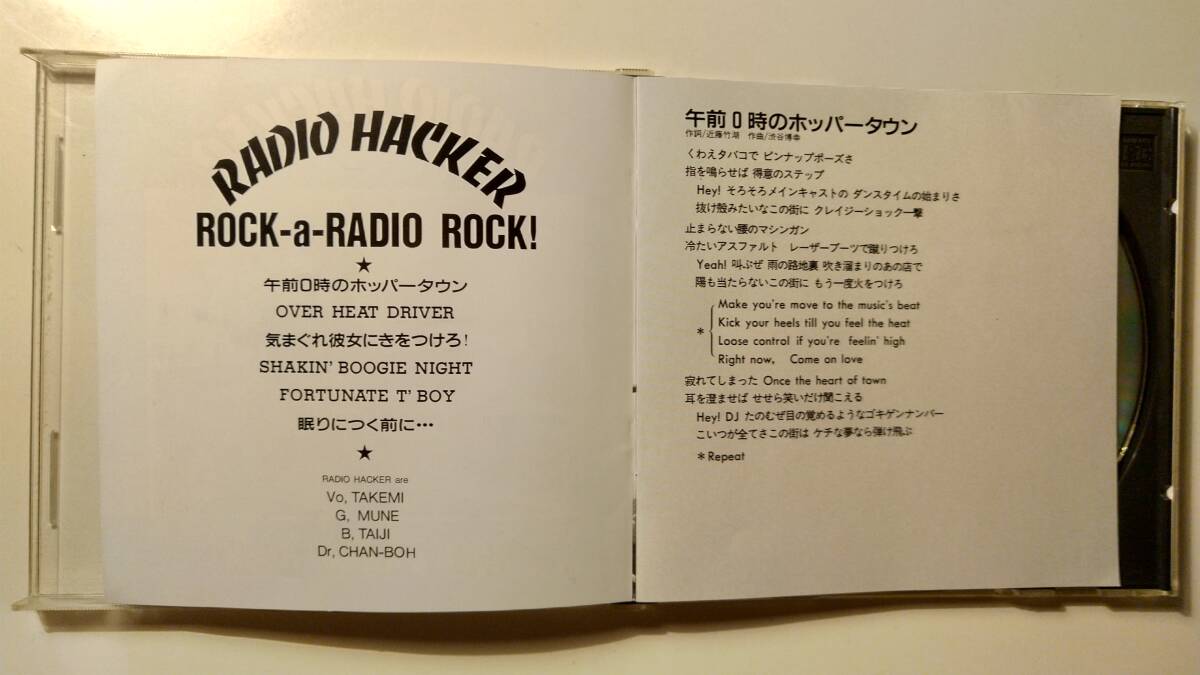 RADIO HACKER
ROCK-a-RADIO ROCK!
★
午前0時のホッパータウン
OVER HEAT DRIVER
気まぐれ彼女にきをつけろ!
SHAKIN' BOOGIE NIGHT
FORTUNATE T' BOY
眠りにつく前に…
★
RADIO HACKER are
Vo, TAKEMI
G, MUNE
B, TAIJI
Dr, CHAN-BOH
午前0時のホッパータウン
作詞/近藤竹湖 作曲/渋谷博幸
くわえタバコで ピンナップポーズさ
指を鳴らせば 得意のステップ
Hey! そろそろメインキャストの ダンスタイムの始まりさ
抜け殻みたいなこの街に クレイジーショック一撃
止まらない腰のマシンガン
冷たいアスファルト レーザーブーツで蹴りつけろ
Yeah! 叫ぶぜ 雨の路地裏 吹き溜まりのあの店で
陽も当たらないこの街に もう一度火をつけろ
Make you're move to the music's beat
Kick your heels till you feel the heat
* Loose control if you're feelin' high
Right now, Come on love
寂れてしまった Once the heart of town
耳を澄ませば せせら笑いだけ聞こえる
Hey! DJ たのむぜ目の覚めるようなゴキゲンナンバー
こいつが全てさこの街は ケチな夢なら弾け飛ぶ
* Repeat